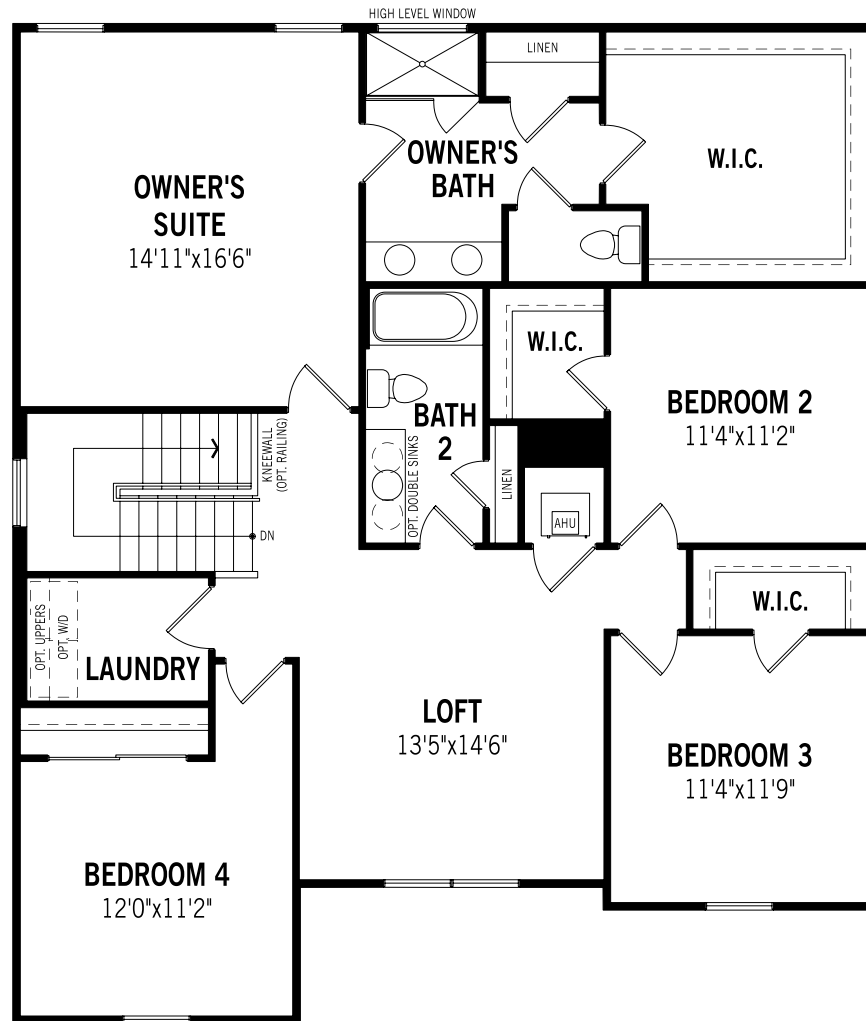 HIGH LEVEL WINDOW
LINEN
OWNER'S
BATH
W.I.C.
OWNER'S
SUITE
14'11"x16'6"
W.I.C.
BEDROOM 2
11'4"x11'2"
BATH
2
KNEEWALL
(OPT. RAILING)
OPT. DOUBLE SINKS
LINEN
AHU
DN
W.I.C.
OPT. UPPERS
OPT. W/D
LAUNDRY
LOFT
13'5"x14'6"
BEDROOM 3
11'4"x11'9"
BEDROOM 4
12'0"x11'2"